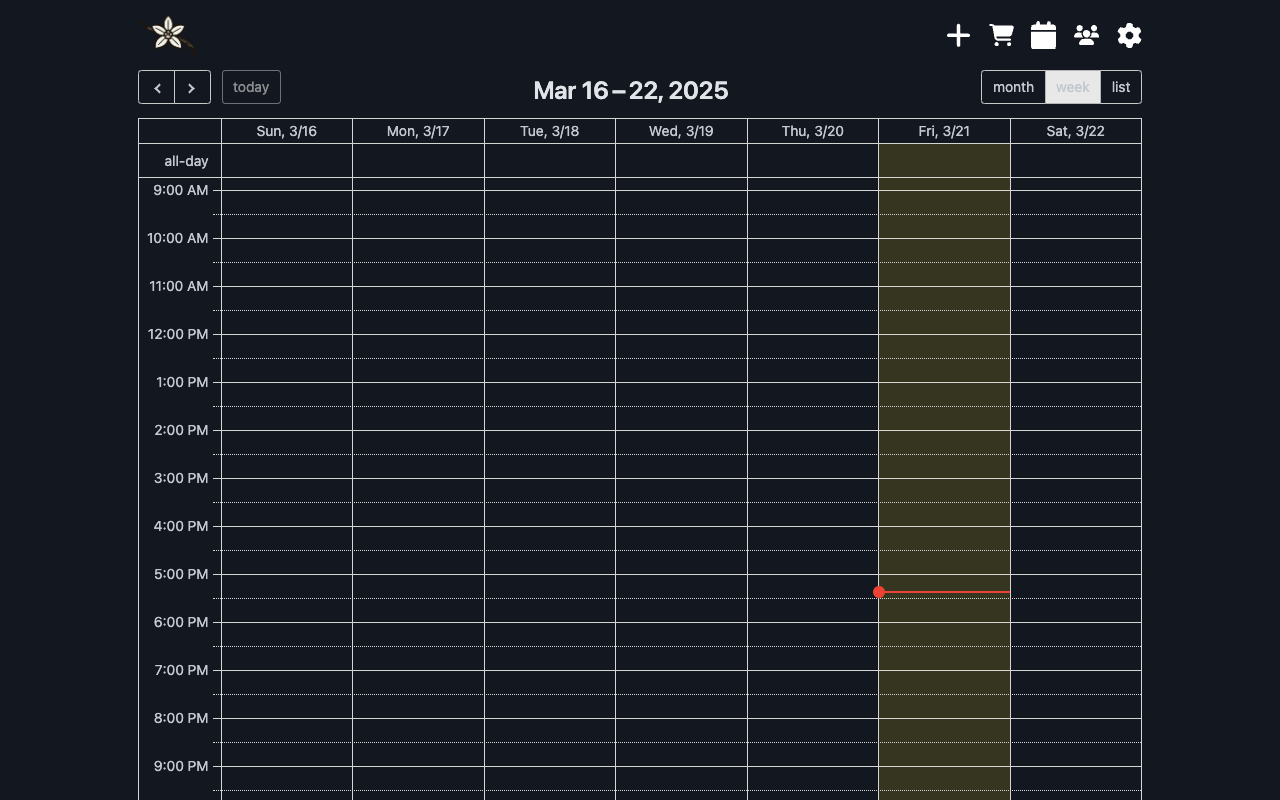 today
Mar 16 – 22, 2025
month week list
Sun, 3/16 Mon, 3/17 Tue, 3/18 Wed, 3/19 Thu, 3/20 Fri, 3/21 Sat, 3/22
all-day
9:00 AM
10:00 AM
11:00 AM
12:00 PM
1:00 PM
2:00 PM
3:00 PM
4:00 PM
5:00 PM
6:00 PM
7:00 PM
8:00 PM
9:00 PM